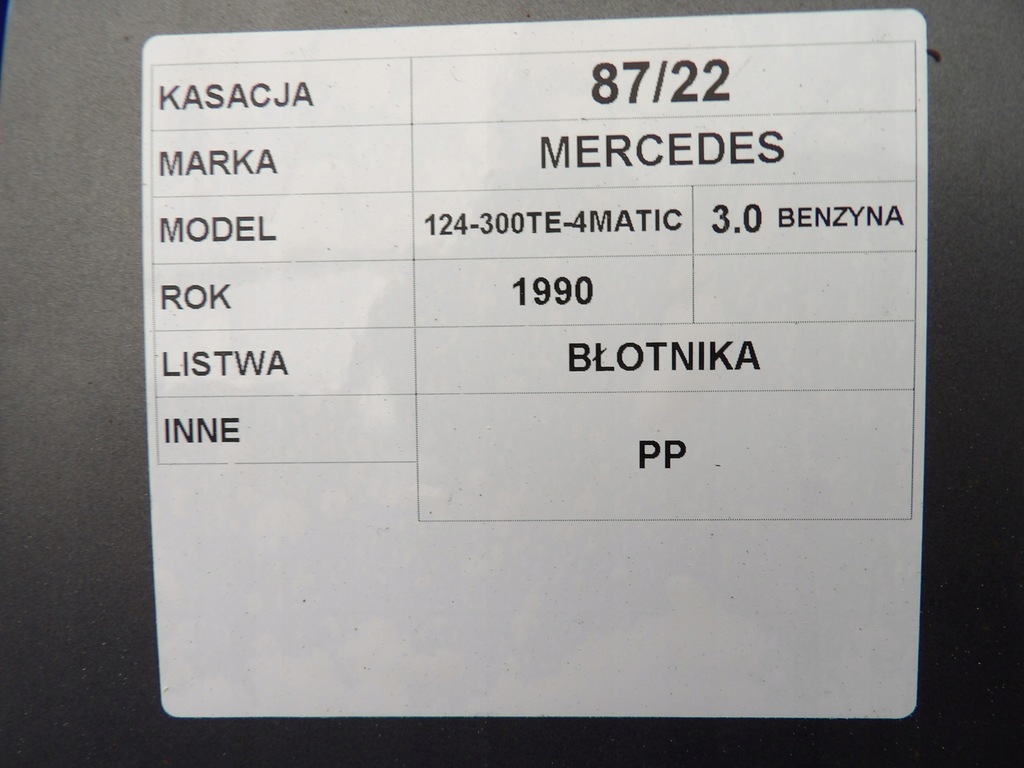 KASACJA 87/22
MARKA MERCEDES
MODEL 124-300TE-4MATIC 3.0 BENZYNA
ROK 1990
LISTWA BŁOTNIKA
INNE PP